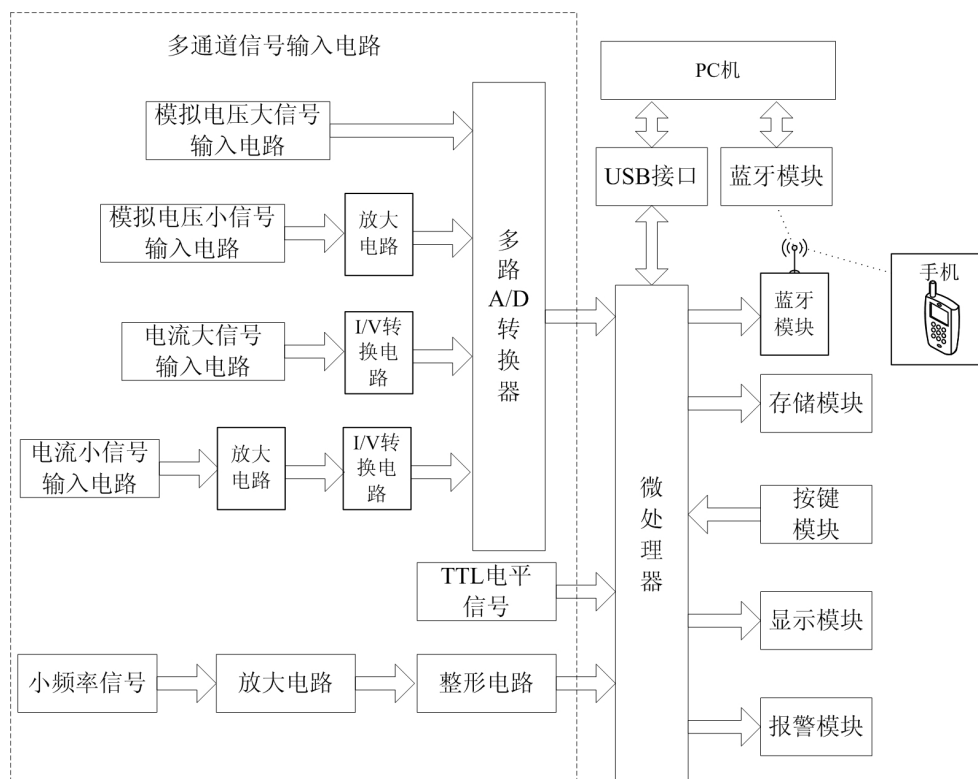 多通道信号输入电路
模拟电压大信号
输入电路
模拟电压小信号
输入电路
放大
电路
电流大信号
输入电路
I/V转
换电
路
电流小信号
输入电路
放大
电路
I/V转
换电
路
多
路
A/D
转
换
器
TTL电平
信号
小频率信号
放大电路
整形电路
PC机
USB接口
蓝牙模块
手机
蓝牙
模块
微
处
理
器
存储模块
按键
模块
显示模块
报警模块